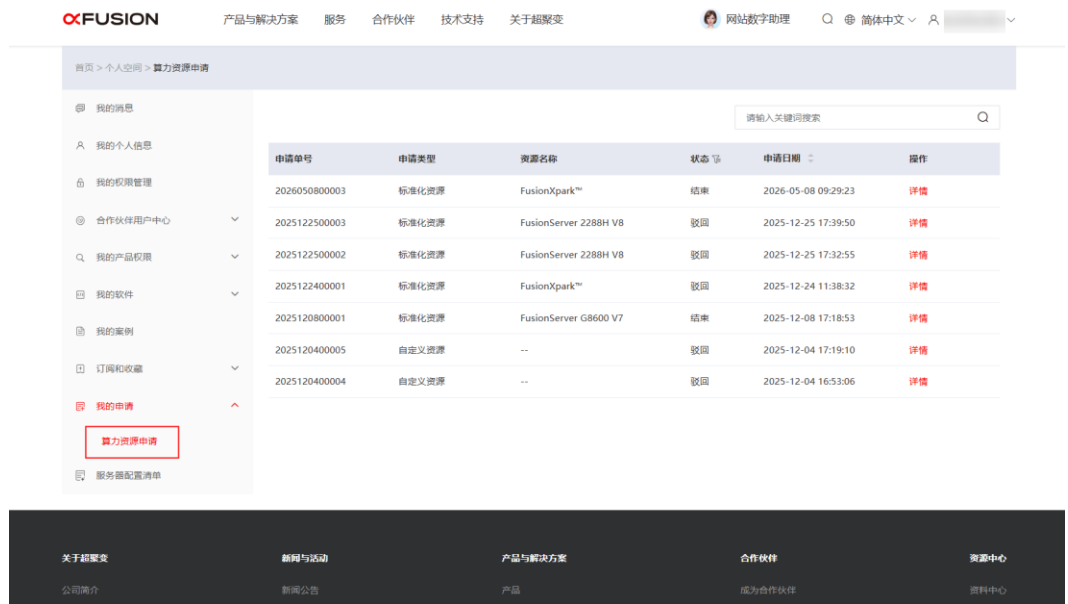 XFUSION 产品与解决方案 服务 合作伙伴 技术支持 关于超聚变 网站数字助理 简体中文
首页 > 个人空间 > 算力资源申请
我的消息
请输入关键词搜索
我的个人信息
申请单号 申请类型 资源名称 状态 申请日期 操作
我的权限管理
2026050800003 标准化资源 FusionXpark™ 结束 2026-05-08 09:29:23 详情
合作伙伴用户中心
2025122500003 标准化资源 FusionServer 2288H V8 驳回 2025-12-25 17:39:50 详情
我的产品权限
2025122500002 标准化资源 FusionServer 2288H V8 驳回 2025-12-25 17:32:55 详情
我的软件
2025122400001 标准化资源 FusionXpark™ 驳回 2025-12-24 11:38:32 详情
我的案例
2025120800001 标准化资源 FusionServer G8600 V7 结束 2025-12-08 17:18:53 详情
2025120400005 自定义资源 -- 驳回 2025-12-04 17:19:10 详情
订阅和收藏
2025120400004 自定义资源 -- 驳回 2025-12-04 16:53:06 详情
我的申请
算力资源申请
服务器配置清单
关于超聚变 新闻与活动 产品与解决方案 合作伙伴 资源中心
公司简介 新闻公告 产品 成为合作伙伴 资料中心